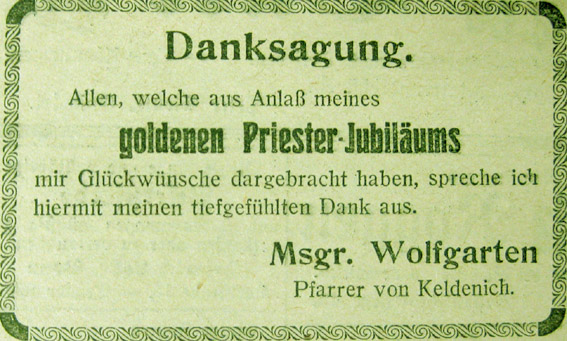 Danksagung.
Allen, welche aus Anlaß meines
goldenen Priester-Jubiläums
mir Glückwünsche dargebracht haben, spreche ich
hiermit meinen tiefgefühlten Dank aus.
Msgr. Wolfgarten
Pfarrer von Keldenich.